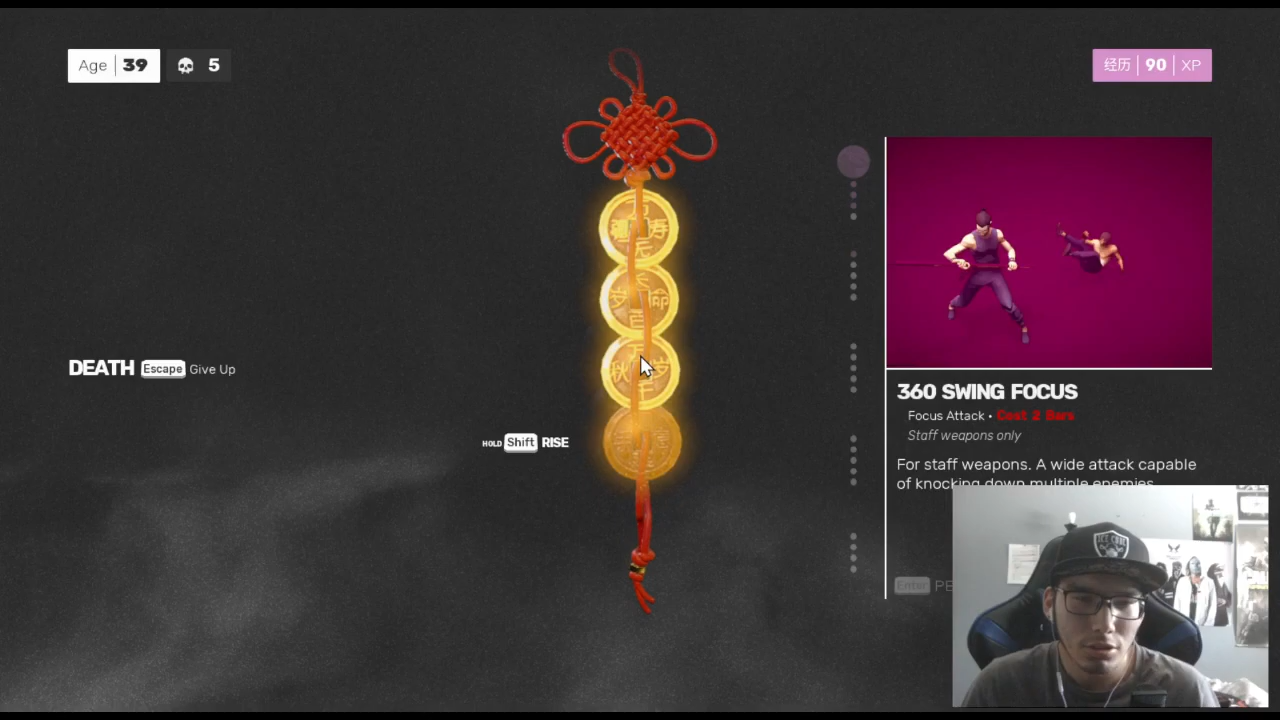 Age 39 5
经历 90 XP
DEATH Escape Give Up
HOLD Shift RISE
360 SWING FOCUS
Focus Attack • Cost 2 Bars
Staff weapons only
For staff weapons. A wide attack capable
of knocking down multiple enemies.
Enter